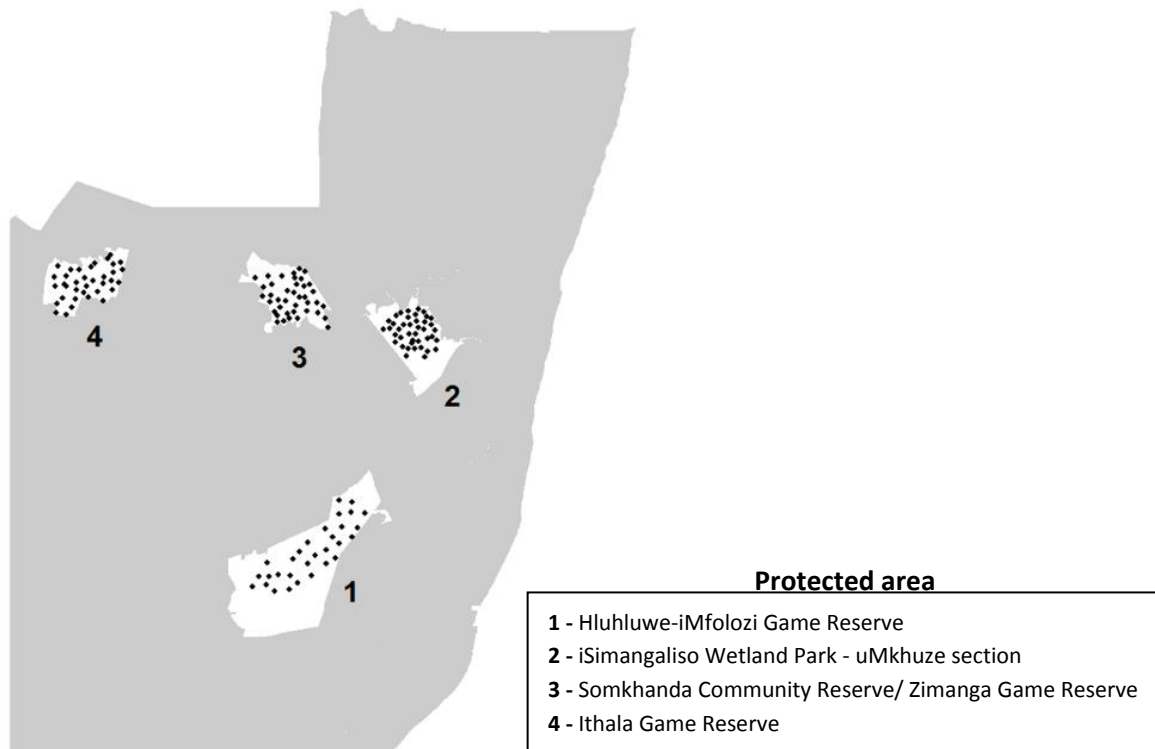 4
3
2
1
Protected area
1 - Hluhluwe-iMfolozi Game Reserve
2 - iSimangaliso Wetland Park - uMkhuze section
3 - Somkhanda Community Reserve/ Zimanga Game Reserve
4 - Ithala Game Reserve